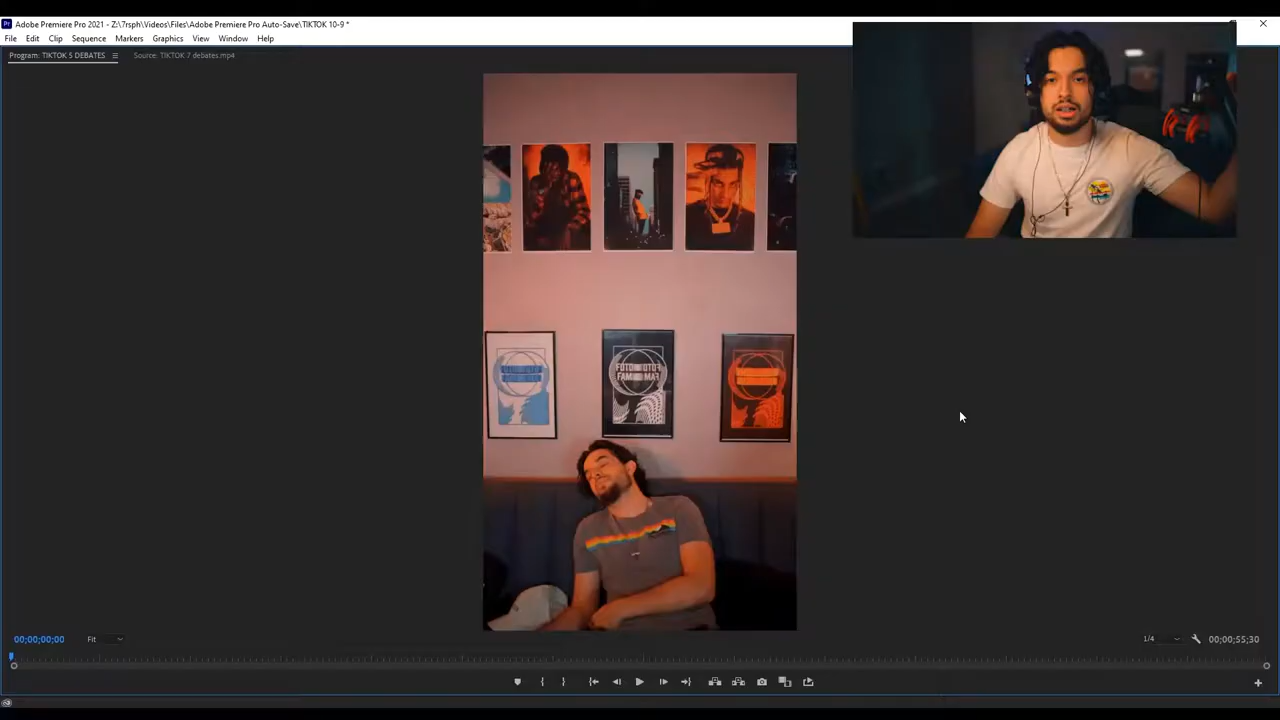 Adobe Premiere Pro 2021 - Z:\7rsph\Videos\Files\Adobe Premiere Pro Auto-Save\TIKTOK 10-9 *
File Edit Clip Sequence Markers Graphics View Window Help
Program: TIKTOK 5 DEBATES
Source: TIKTOK 7 debates.mp4
FOTO
FAM
00;00;00;00
Fit
1/4
00;00;55;30